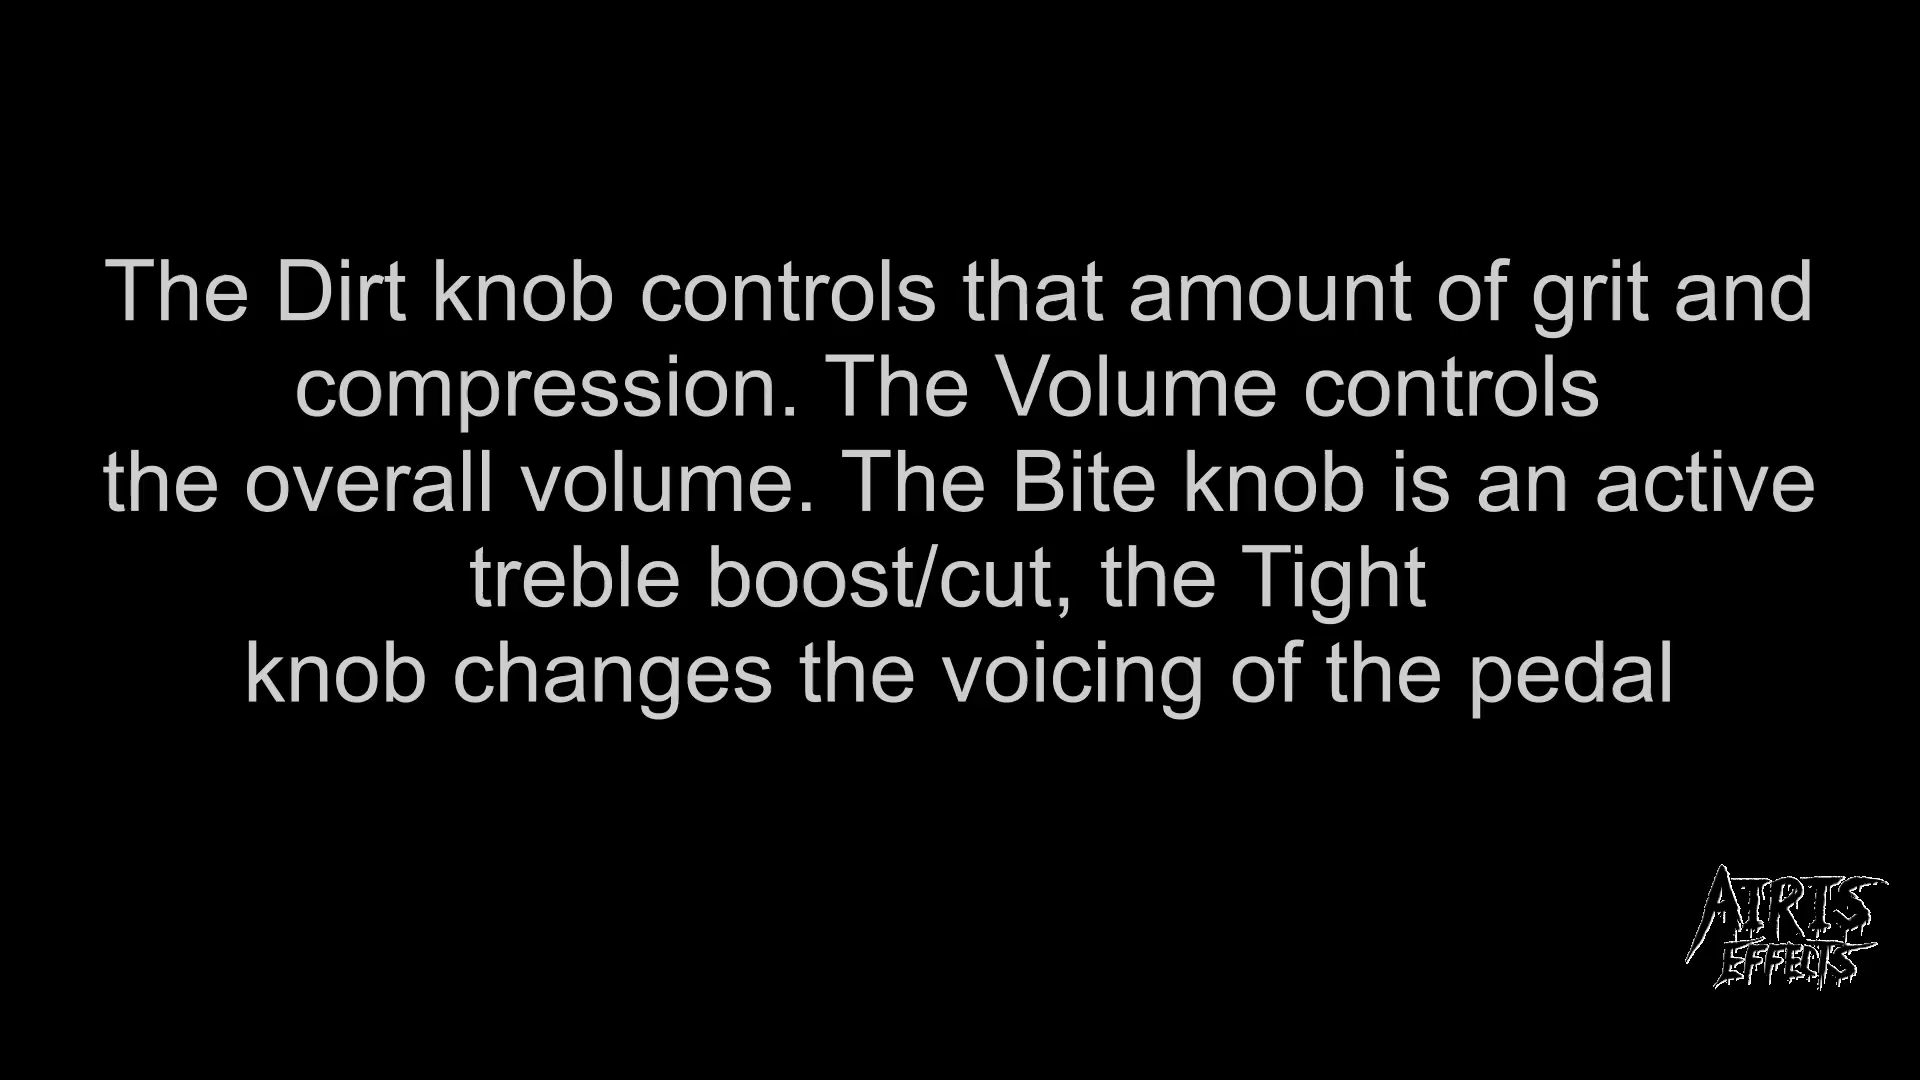 The Dirt knob controls that amount of grit and
compression. The Volume controls
the overall volume. The Bite knob is an active
treble boost/cut, the Tight
knob changes the voicing of the pedal
AIRIS
EFFECTS